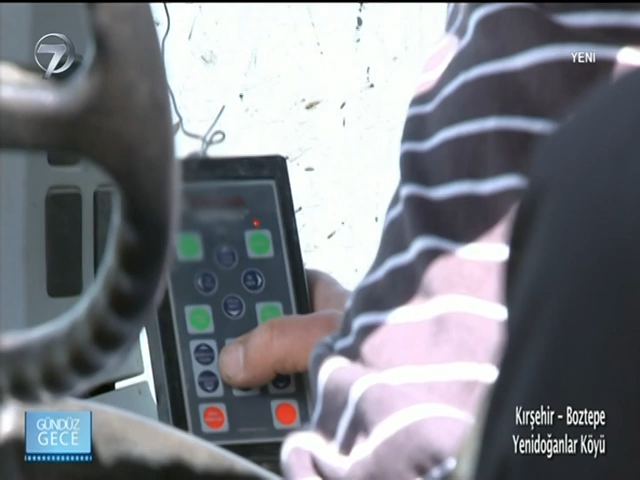 7
YENİ
GÜNDÜZ
GECE
Kırşehir - Boztepe
Yenidoğanlar Köyü